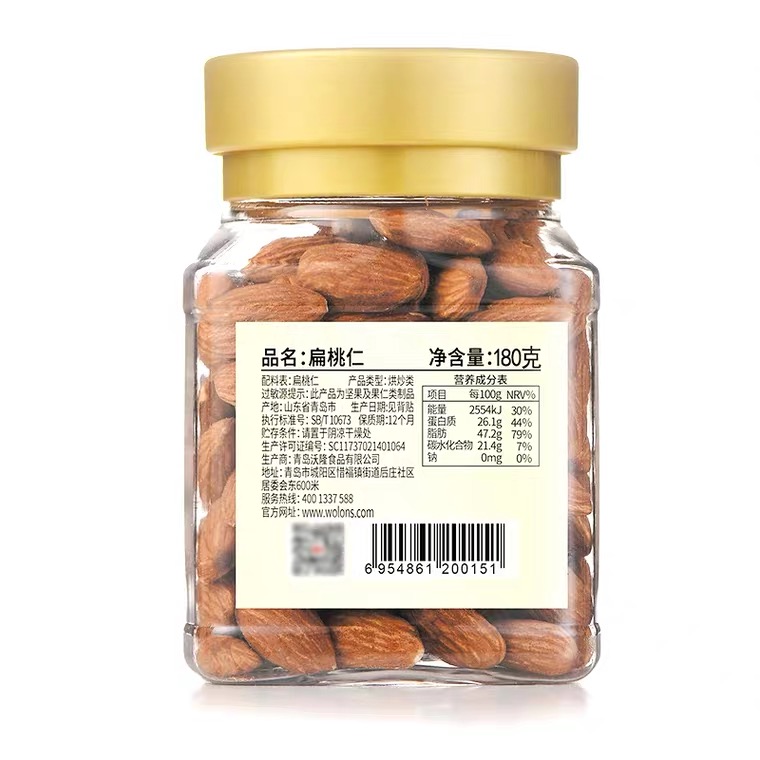 品名：扁桃仁 净含量：180克
配料表：扁桃仁 产品类型：烘炒类
过敏源提示：此产品为坚果及果仁类制品
产地：山东省青岛市 生产日期：见背贴
执行标准号：SB/T 10673 保质期：12个月
贮存条件：请置于阴凉干燥处
生产许可证编号：SC11737021401064
生产商：青岛沃隆食品有限公司
地址：青岛市城阳区惜福镇街道后庄社区
居委会东600米
服务热线：400 1337 588
官方网址：www.wolons.com
营养成分表
项目 每100g NRV%
能量 2554kJ 30%
蛋白质 26.1g 44%
脂肪 47.2g 79%
碳水化合物 21.4g 7%
钠 0mg 0%
6 954861 200151